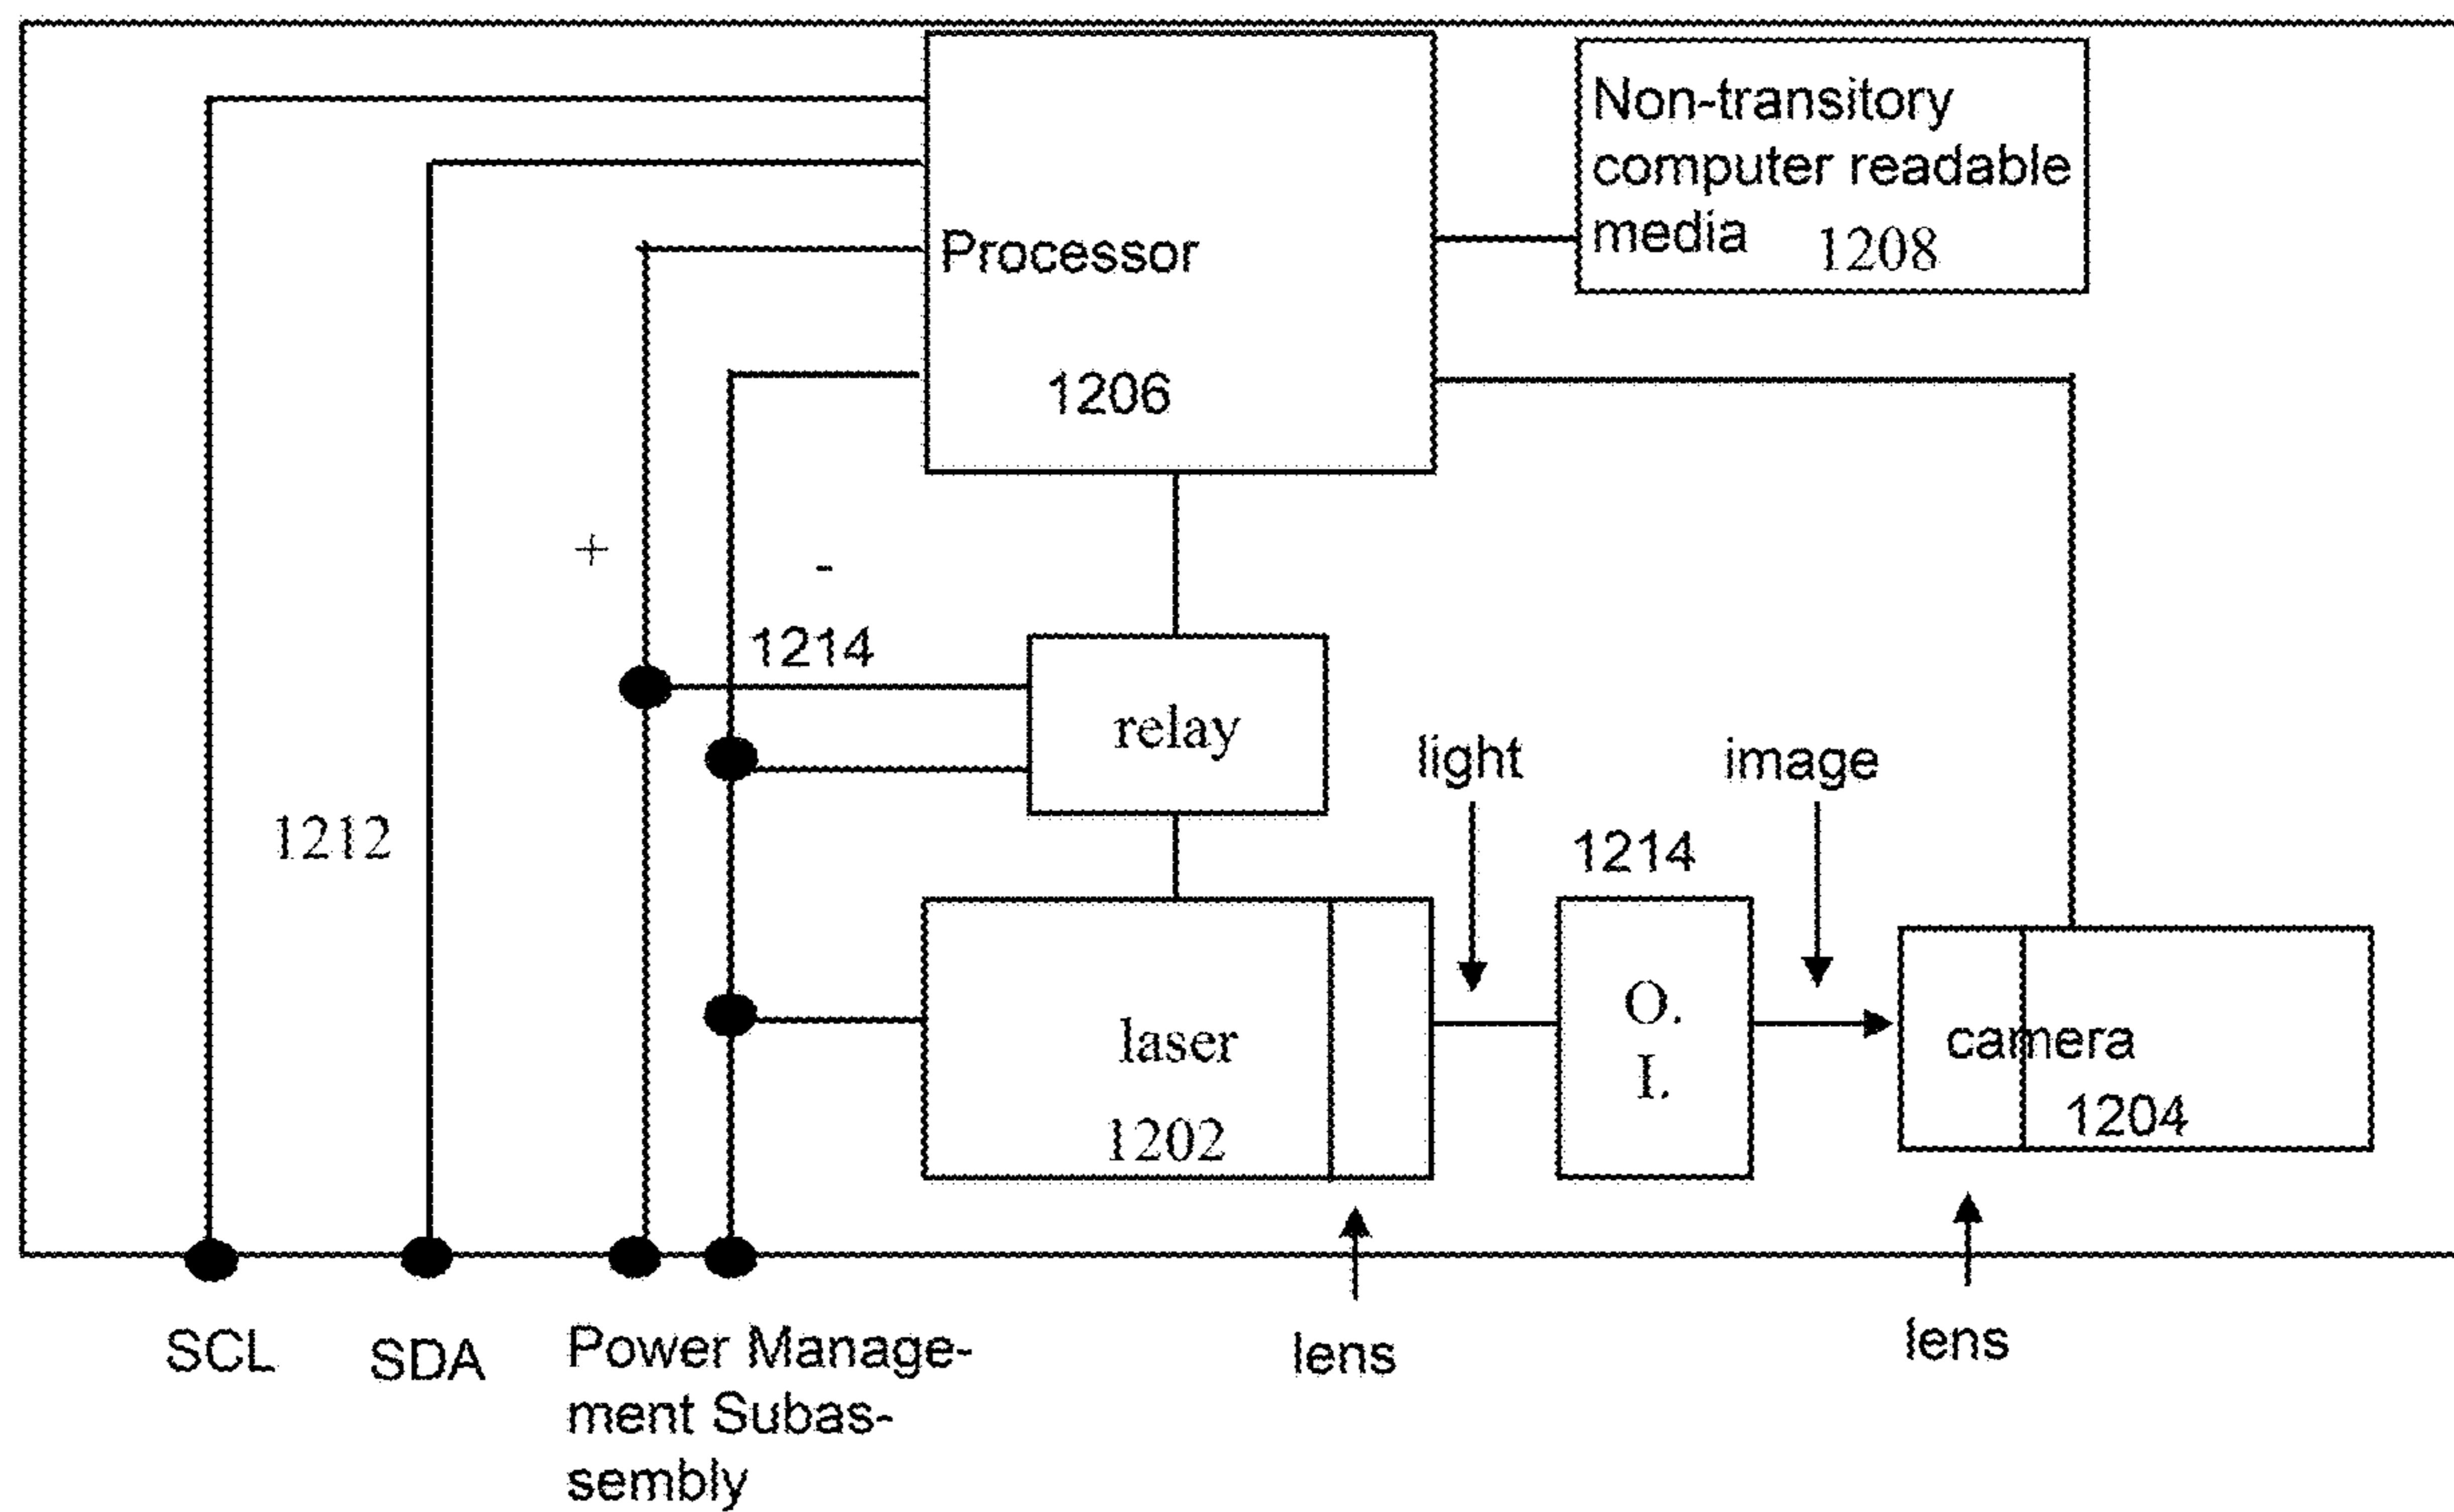 Non-transitory
computer readable
media 1208
Processor
1206
+
-
1214
relay
light
image
1212
1214
O.
I.
laser
1202
camera
1204
SCL
SDA
Power Manage-
ment Subas-
sembly
lens
lens